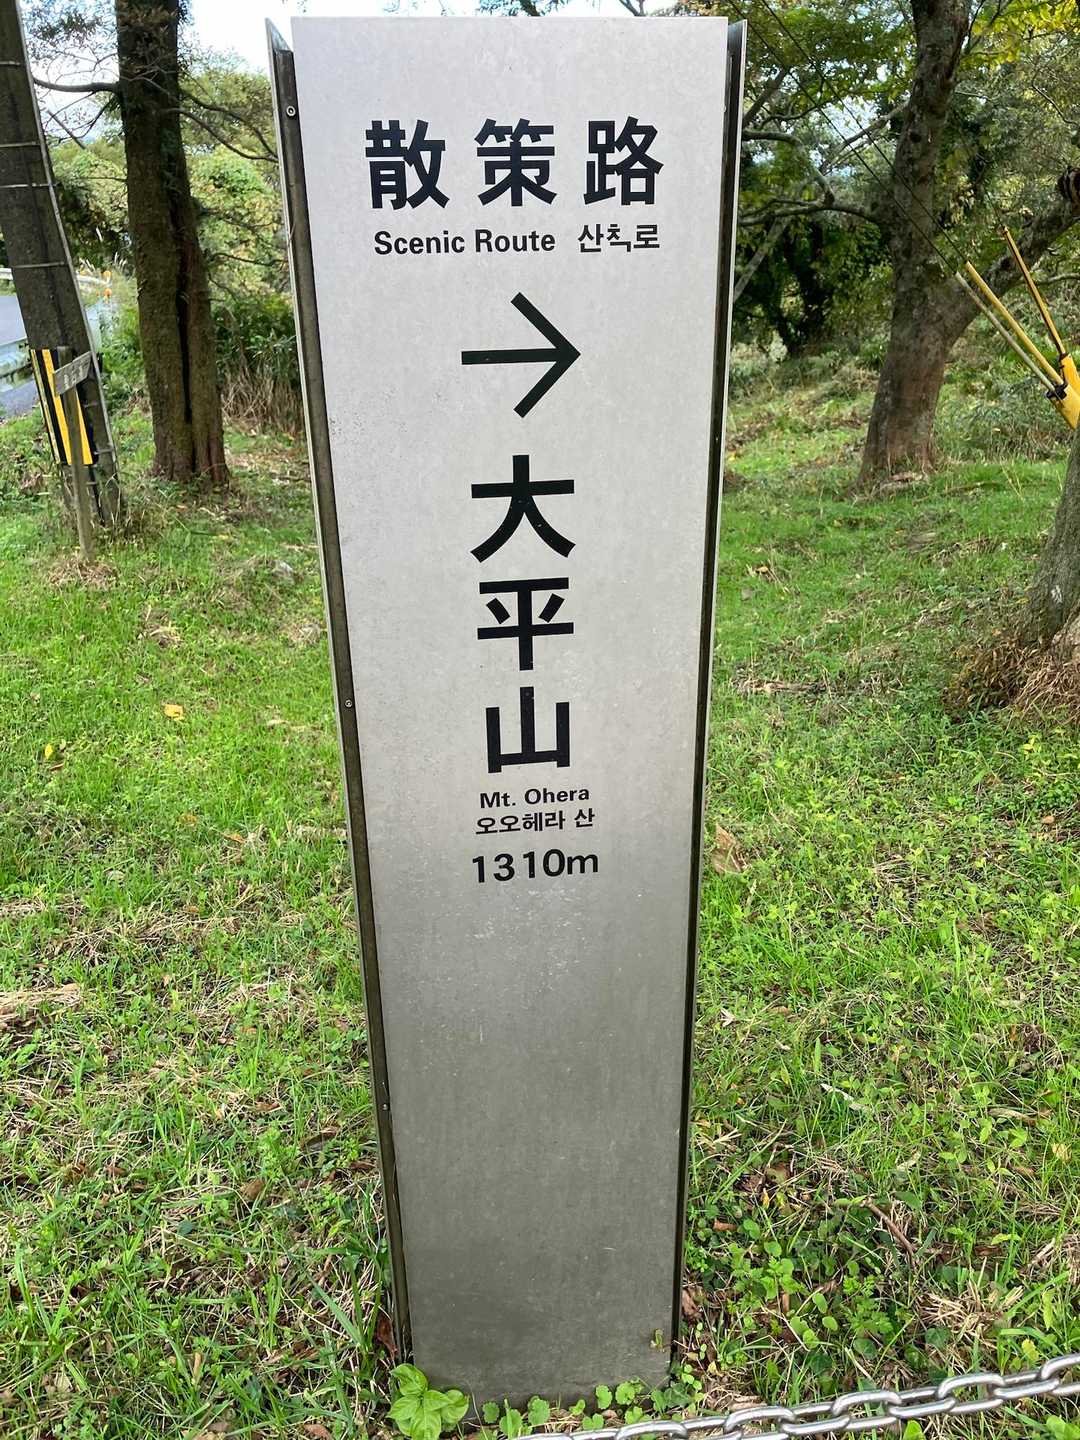 散策路
Scenic Route 산책로
→
大平山
Mt. Ohera
오오헤라 산
1310m